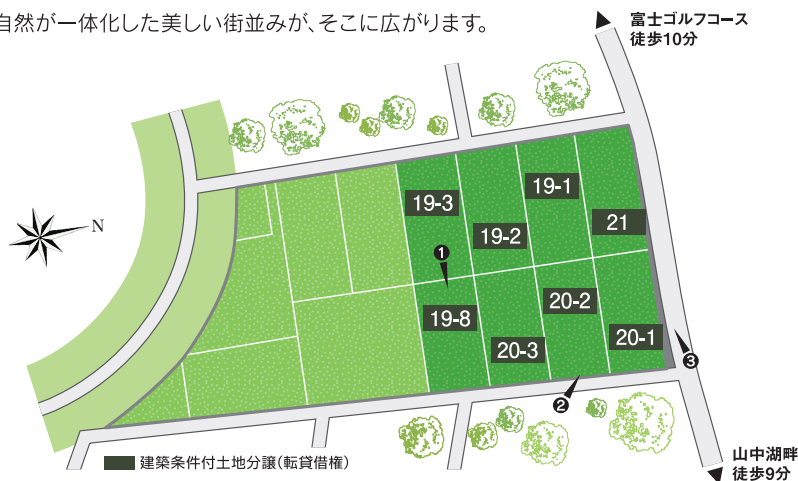 自然が一体化した美しい街並みが、そこに広がります。
富士ゴルフコース
徒歩10分
N
19-3
19-2
19-1
21
❶
19-8
20-3
20-2
20-1
❷
❸
建築条件付土地分譲(転貸借権)
山中湖畔
徒歩9分